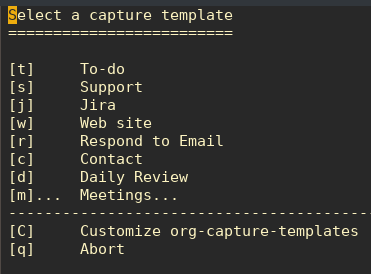 Select a capture template
=========================
[t]     To-do
[s]     Support
[j]     Jira
[w]     Web site
[r]     Respond to Email
[c]     Contact
[d]     Daily Review
[m]...  Meetings...
----------------------------------------
[C]     Customize org-capture-templates
[q]     Abort